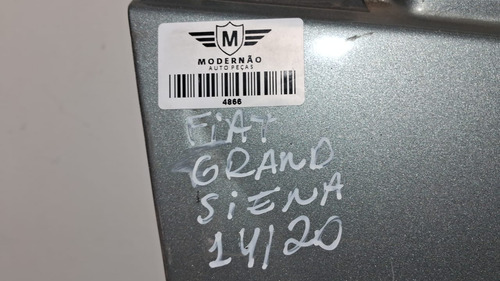 M
MODERNÃO
AUTO PEÇAS
4866
FiAT
GRAND
SiENA
14/20